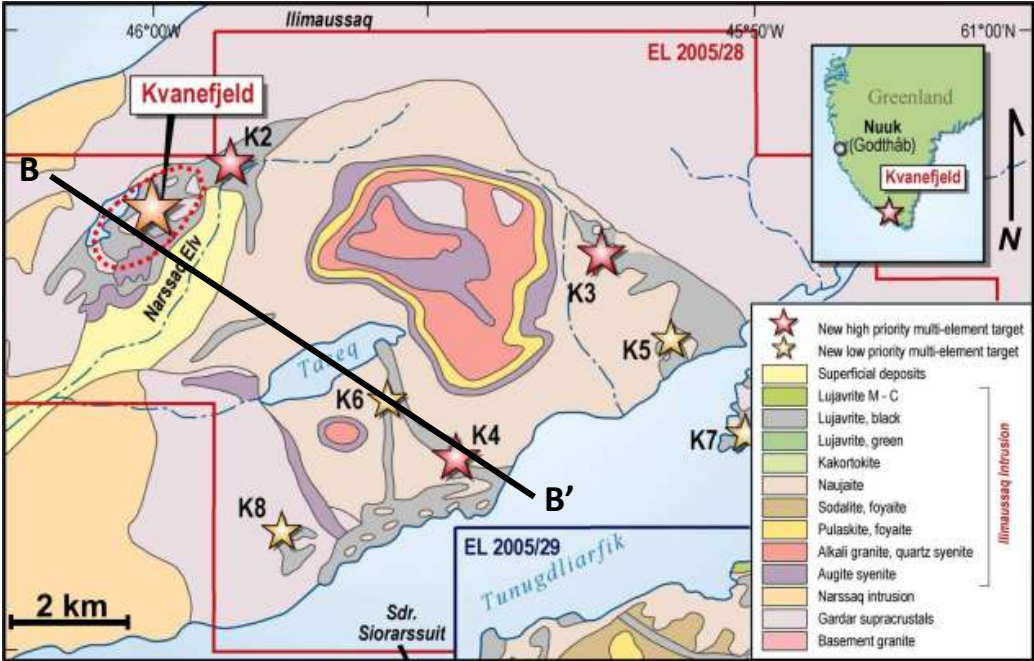 Ilimaussaq
46°00'W
45°50'W
61°00'N
EL 2005/28
Kvanefjeld
K2
B
Narssaq Elv
K3
K5
Taseq
K6
K4
K7
B'
K8
2 km
Sdr.
Siorarssuit
EL 2005/29
Tunugdliarfik
Greenland
Nuuk
(Godthåb)
Kvanefjeld
N
New high priority multi-element target
New low priority multi-element target
Superficial deposits
Lujavrite M - C
Lujavrite, black
Lujavrite, green
Kakortokite
Naujaite
Sodalite, foyaite
Pulaskite, foyaite
Alkali granite, quartz syenite
Augite syenite
Narssaq intrusion
Gardar supracrustals
Basement granite
Ilimaussaq Intrusion